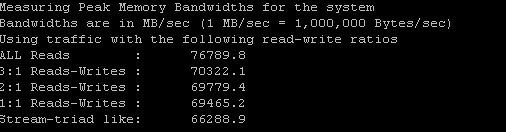 Measuring Peak Memory Bandwidths for the system
Bandwidths are in MB/sec (1 MB/sec = 1,000,000 Bytes/sec)
Using traffic with the following read-write ratios
ALL Reads        :      76789.8
3:1 Reads-Writes :      70322.1
2:1 Reads-Writes :      69779.4
1:1 Reads-Writes :      69465.2
Stream-triad like:      66288.9